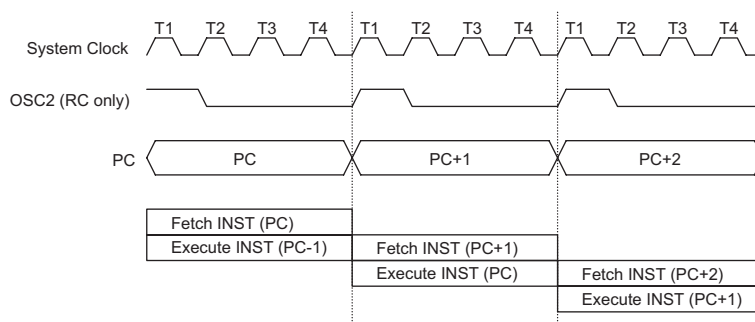 T1 T2 T3 T4 T1 T2 T3 T4 T1 T2 T3 T4
System Clock
OSC2 (RC only)
PC PC PC+1 PC+2
Fetch INST (PC)
Execute INST (PC-1) Fetch INST (PC+1)
Execute INST (PC) Fetch INST (PC+2)
Execute INST (PC+1)